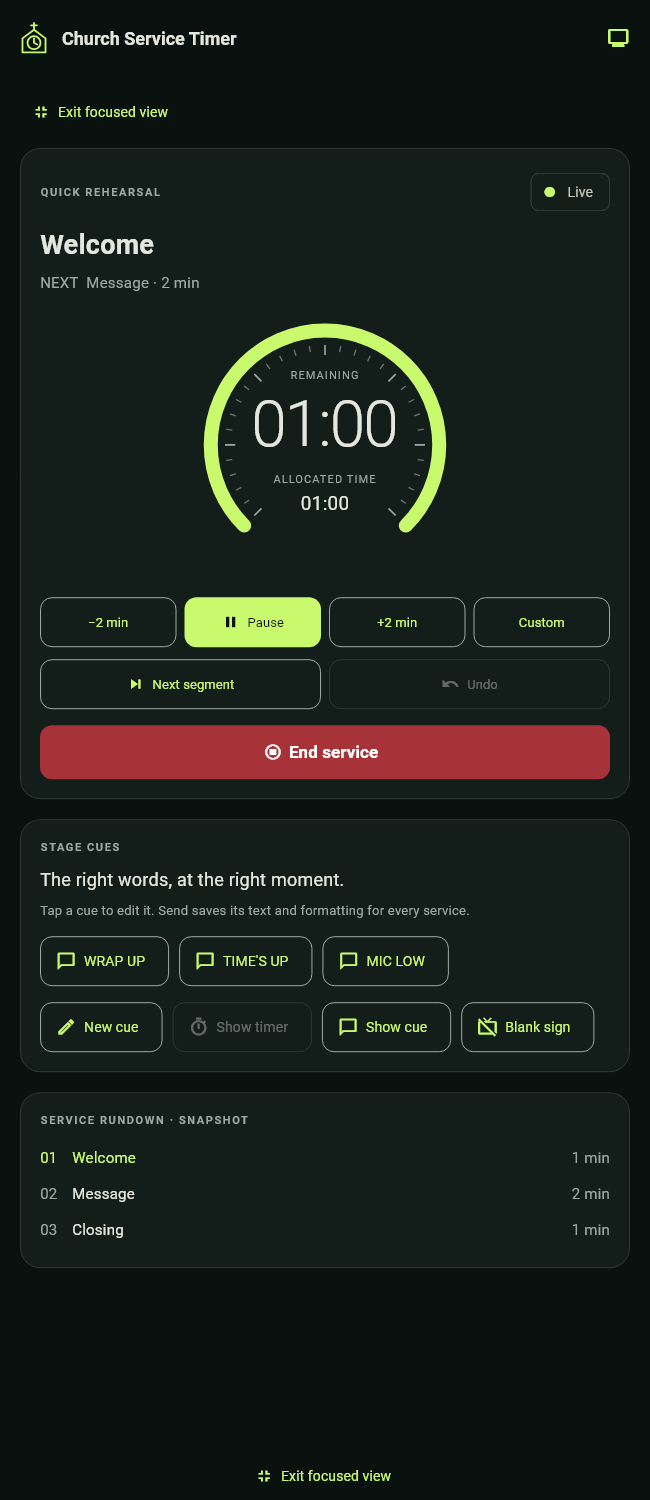 Church Service Timer
Exit focused view
QUICK REHEARSAL
Live
Welcome
NEXT Message · 2 min
REMAINING
01:00
ALLOCATED TIME
01:00
−2 min
Pause
+2 min
Custom
Next segment
Undo
End service
STAGE CUES
The right words, at the right moment.
Tap a cue to edit it. Send saves its text and formatting for every service.
WRAP UP
TIME'S UP
MIC LOW
New cue
Show timer
Show cue
Blank sign
SERVICE RUNDOWN · SNAPSHOT
01 Welcome 1 min
02 Message 2 min
03 Closing 1 min
Exit focused view